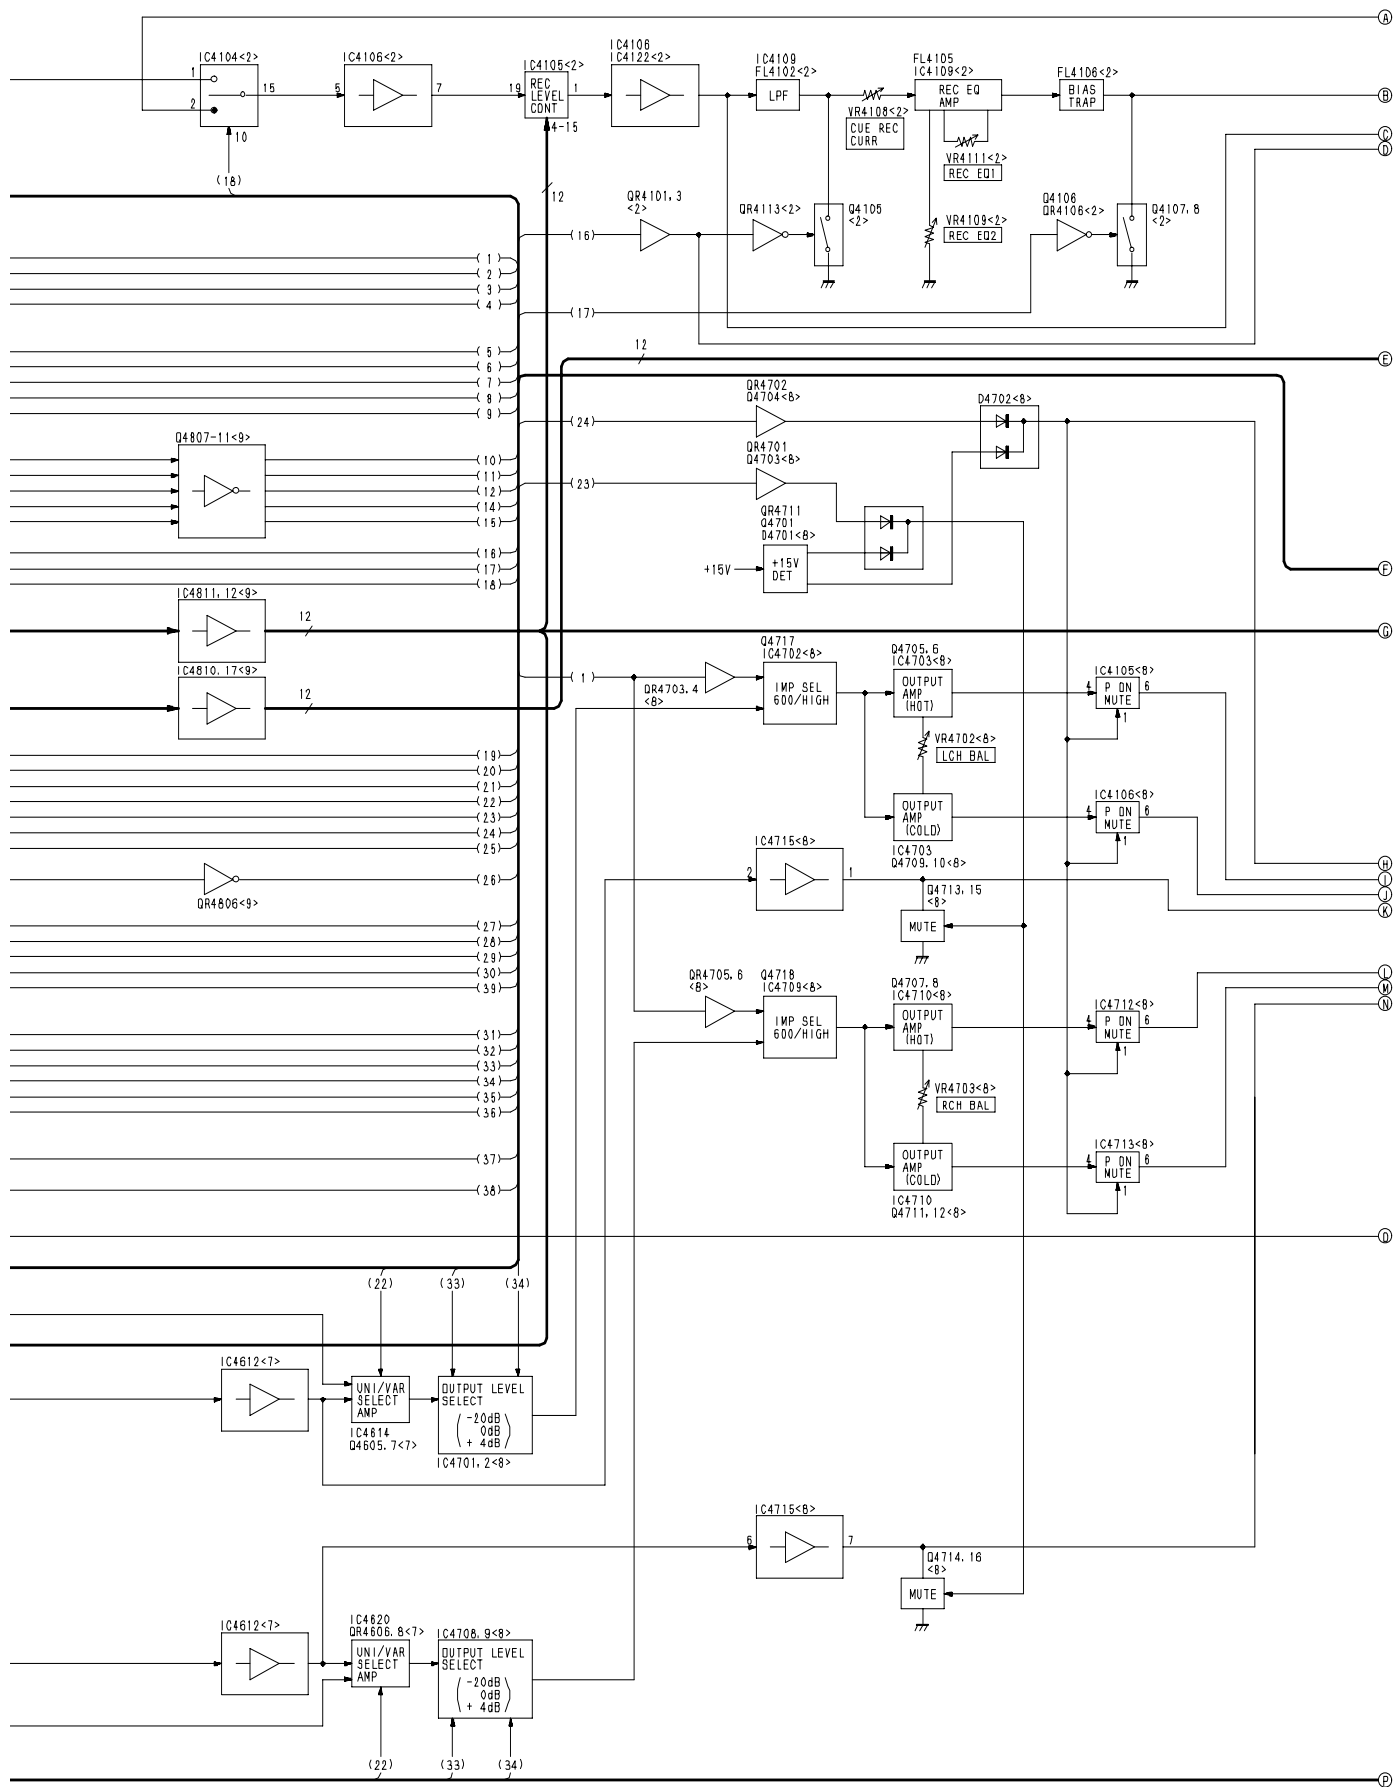 A
IC4104<2>
IC4106<2>
IC4105<2>
IC4106
IC4122<2>
IC4109
FL4102<2>
FL4105
IC4109<2>
FL4106<2>
1
2
15
10
(18)
5
7
19
REC
LEVEL
CONT
1
4-15
12
LPF
VR4108<2>
CUE REC
CURR
REC EQ
AMP
VR4111<2>
REC EQ1
BIAS
TRAP
B
C
D
(16)
QR4101,3
<2>
QR4113<2>
Q4105
<2>
VR4109<2>
REC EQ2
Q4106
QR4106<2>
Q4107,8
<2>
(1)
(2)
(3)
(4)
(17)
12
E
(5)
(6)
(7)
(8)
(9)
(24)
QR4702
Q4704<8>
D4702<8>
Q4807-11<9>
(10)
(11)
(12)
(14)
(15)
(23)
QR4701
Q4703<8>
QR4711
Q4701
D4701<8>
+15V
+15V
DET
(16)
(17)
(18)
F
IC4811,12<9>
12
G
IC4810,17<9>
12
(1)
QR4703,4
<8>
Q4717
IC4702<8>
IMP SEL
600/HIGH
Q4705,6
IC4703<8>
OUTPUT
AMP
(HOT)
VR4702<8>
LCH BAL
OUTPUT
AMP
(COLD)
IC4703
Q4709,10<8>
IC4105<8>
4
P ON
MUTE
6
1
IC4106<8>
4
P ON
MUTE
6
1
(19)
(20)
(21)
(22)
(23)
(24)
(25)
(26)
QR4806<9>
IC4715<8>
2
1
Q4713,15
<8>
MUTE
H
I
J
K
(27)
(28)
(29)
(30)
(39)
QR4705,6
<8>
Q4718
IC4709<8>
IMP SEL
600/HIGH
Q4707,8
IC4710<8>
OUTPUT
AMP
(HOT)
VR4703<8>
RCH BAL
OUTPUT
AMP
(COLD)
IC4710
Q4711,12<8>
IC4712<8>
4
P ON
MUTE
6
1
IC4713<8>
4
P ON
MUTE
6
1
L
M
N
(31)
(32)
(33)
(34)
(35)
(36)
(37)
(38)
O
(22)
(33)
(34)
IC4612<7>
UNI/VAR
SELECT
AMP
IC4614
Q4605,7<7>
OUTPUT LEVEL
SELECT
(-20dB
0dB
+ 4dB)
IC4701,2<8>
IC4715<8>
6
7
Q4714,16
<8>
MUTE
IC4612<7>
IC4620
QR4606,8<7>
UNI/VAR
SELECT
AMP
IC4708,9<8>
OUTPUT LEVEL
SELECT
(-20dB
0dB
+ 4dB)
(22)
(33)
(34)
P